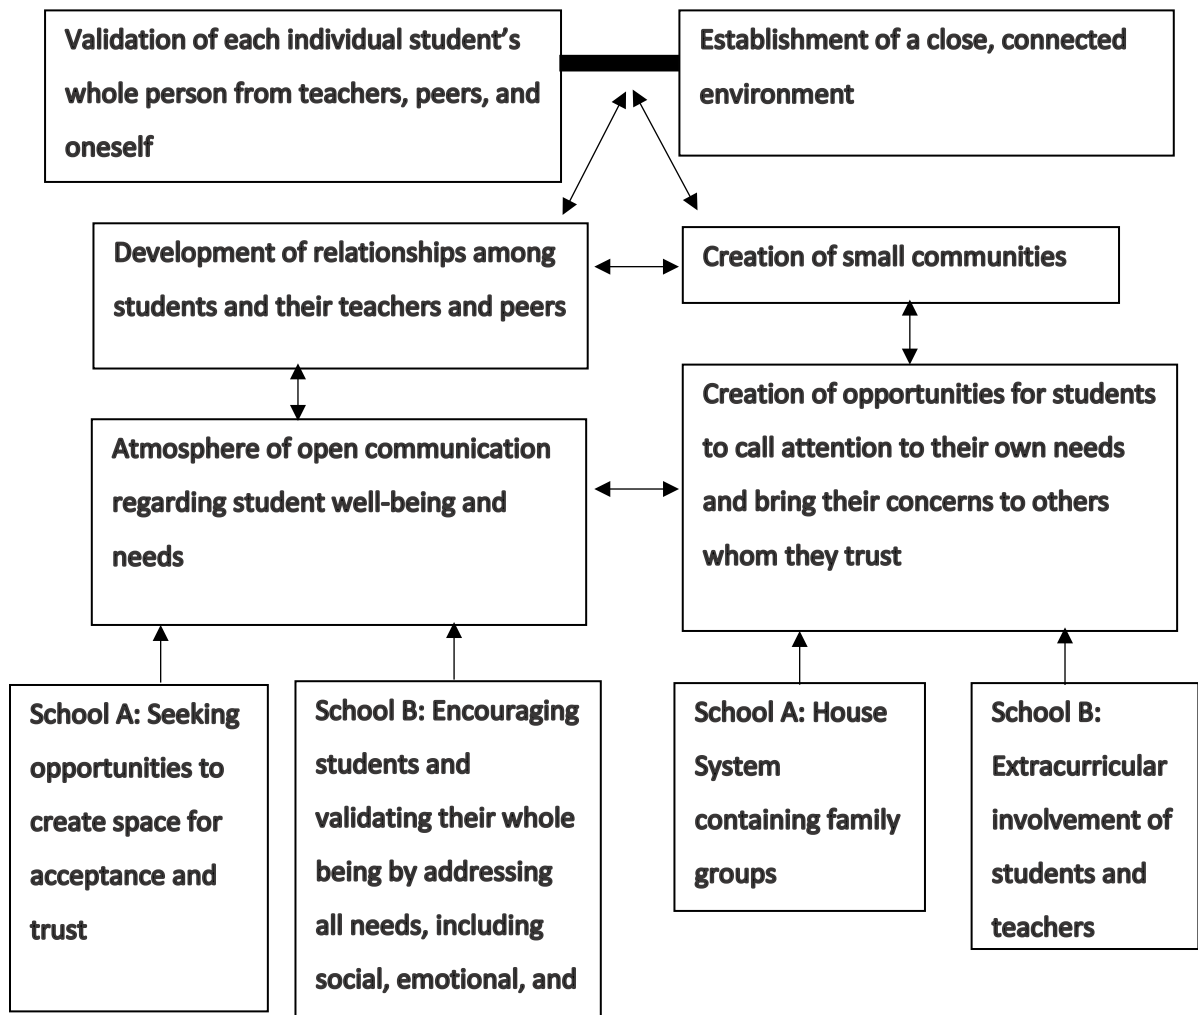 Validation of each individual student’s
whole person from teachers, peers, and
oneself
Establishment of a close, connected
environment
Development of relationships among
students and their teachers and peers
Creation of small communities
Atmosphere of open communication
regarding student well-being and
needs
Creation of opportunities for students
to call attention to their own needs
and bring their concerns to others
whom they trust
School A: Seeking
opportunities to
create space for
acceptance and
trust
School B: Encouraging
students and
validating their whole
being by addressing
all needs, including
social, emotional, and
School A: House
System
containing family
groups
School B:
Extracurricular
involvement of
students and
teachers